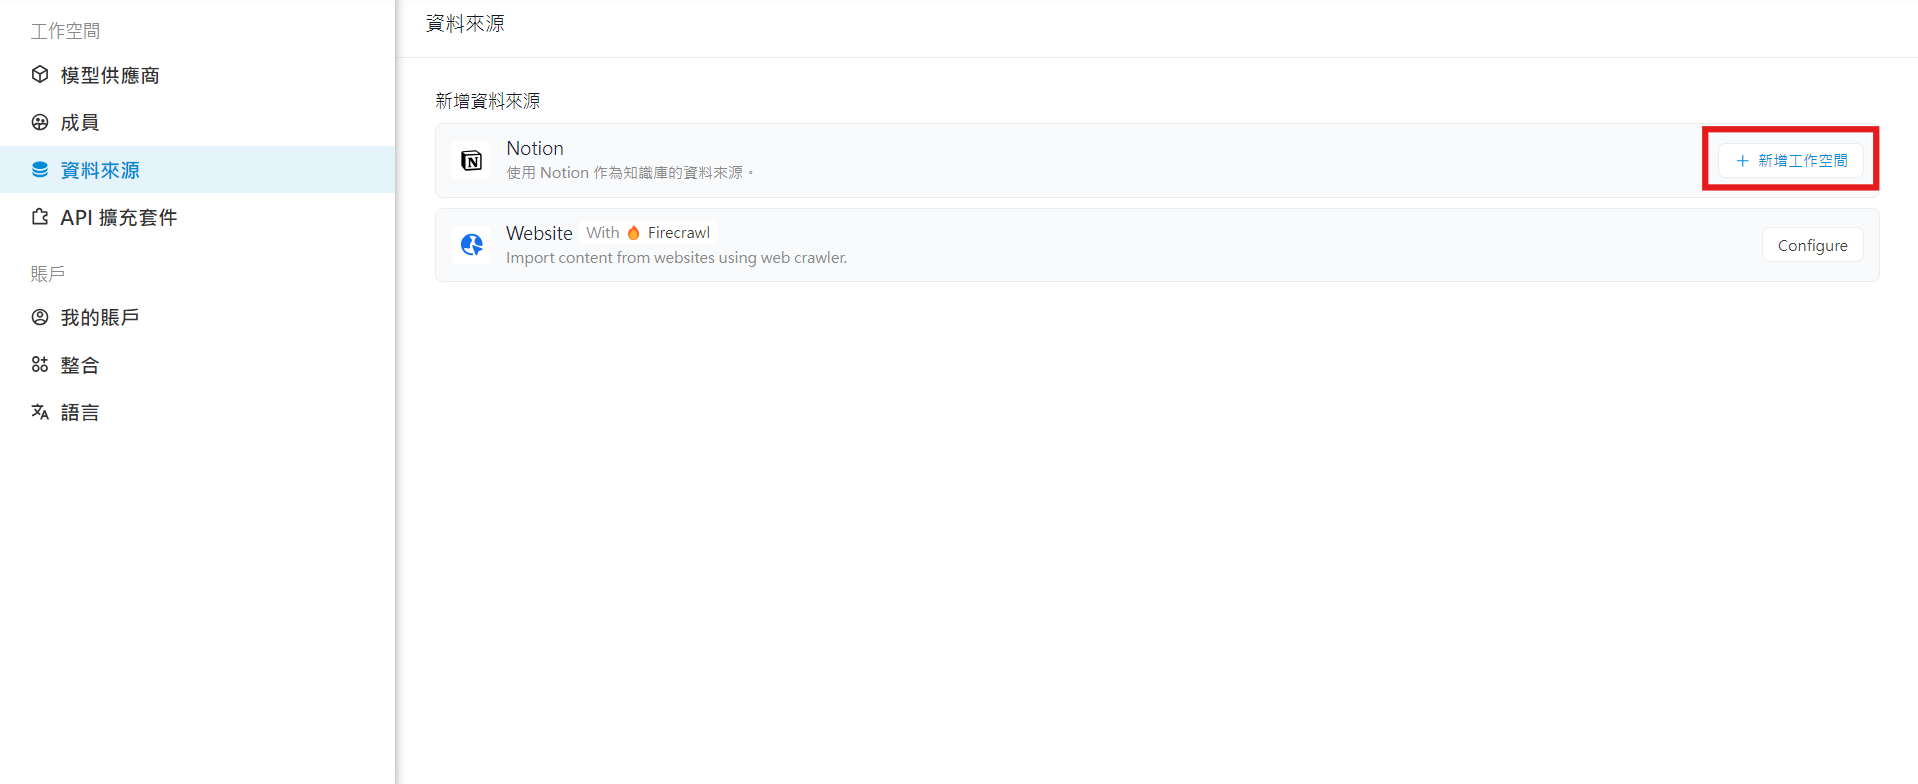 工作空間
模型供應商
成員
資料來源
API 擴充套件
賬戶
我的賬戶
整合
語言
資料來源
新增資料來源
Notion
使用 Notion 作為知識庫的資料來源。
+ 新增工作空間
Website With Firecrawl
Import content from websites using web crawler.
Configure